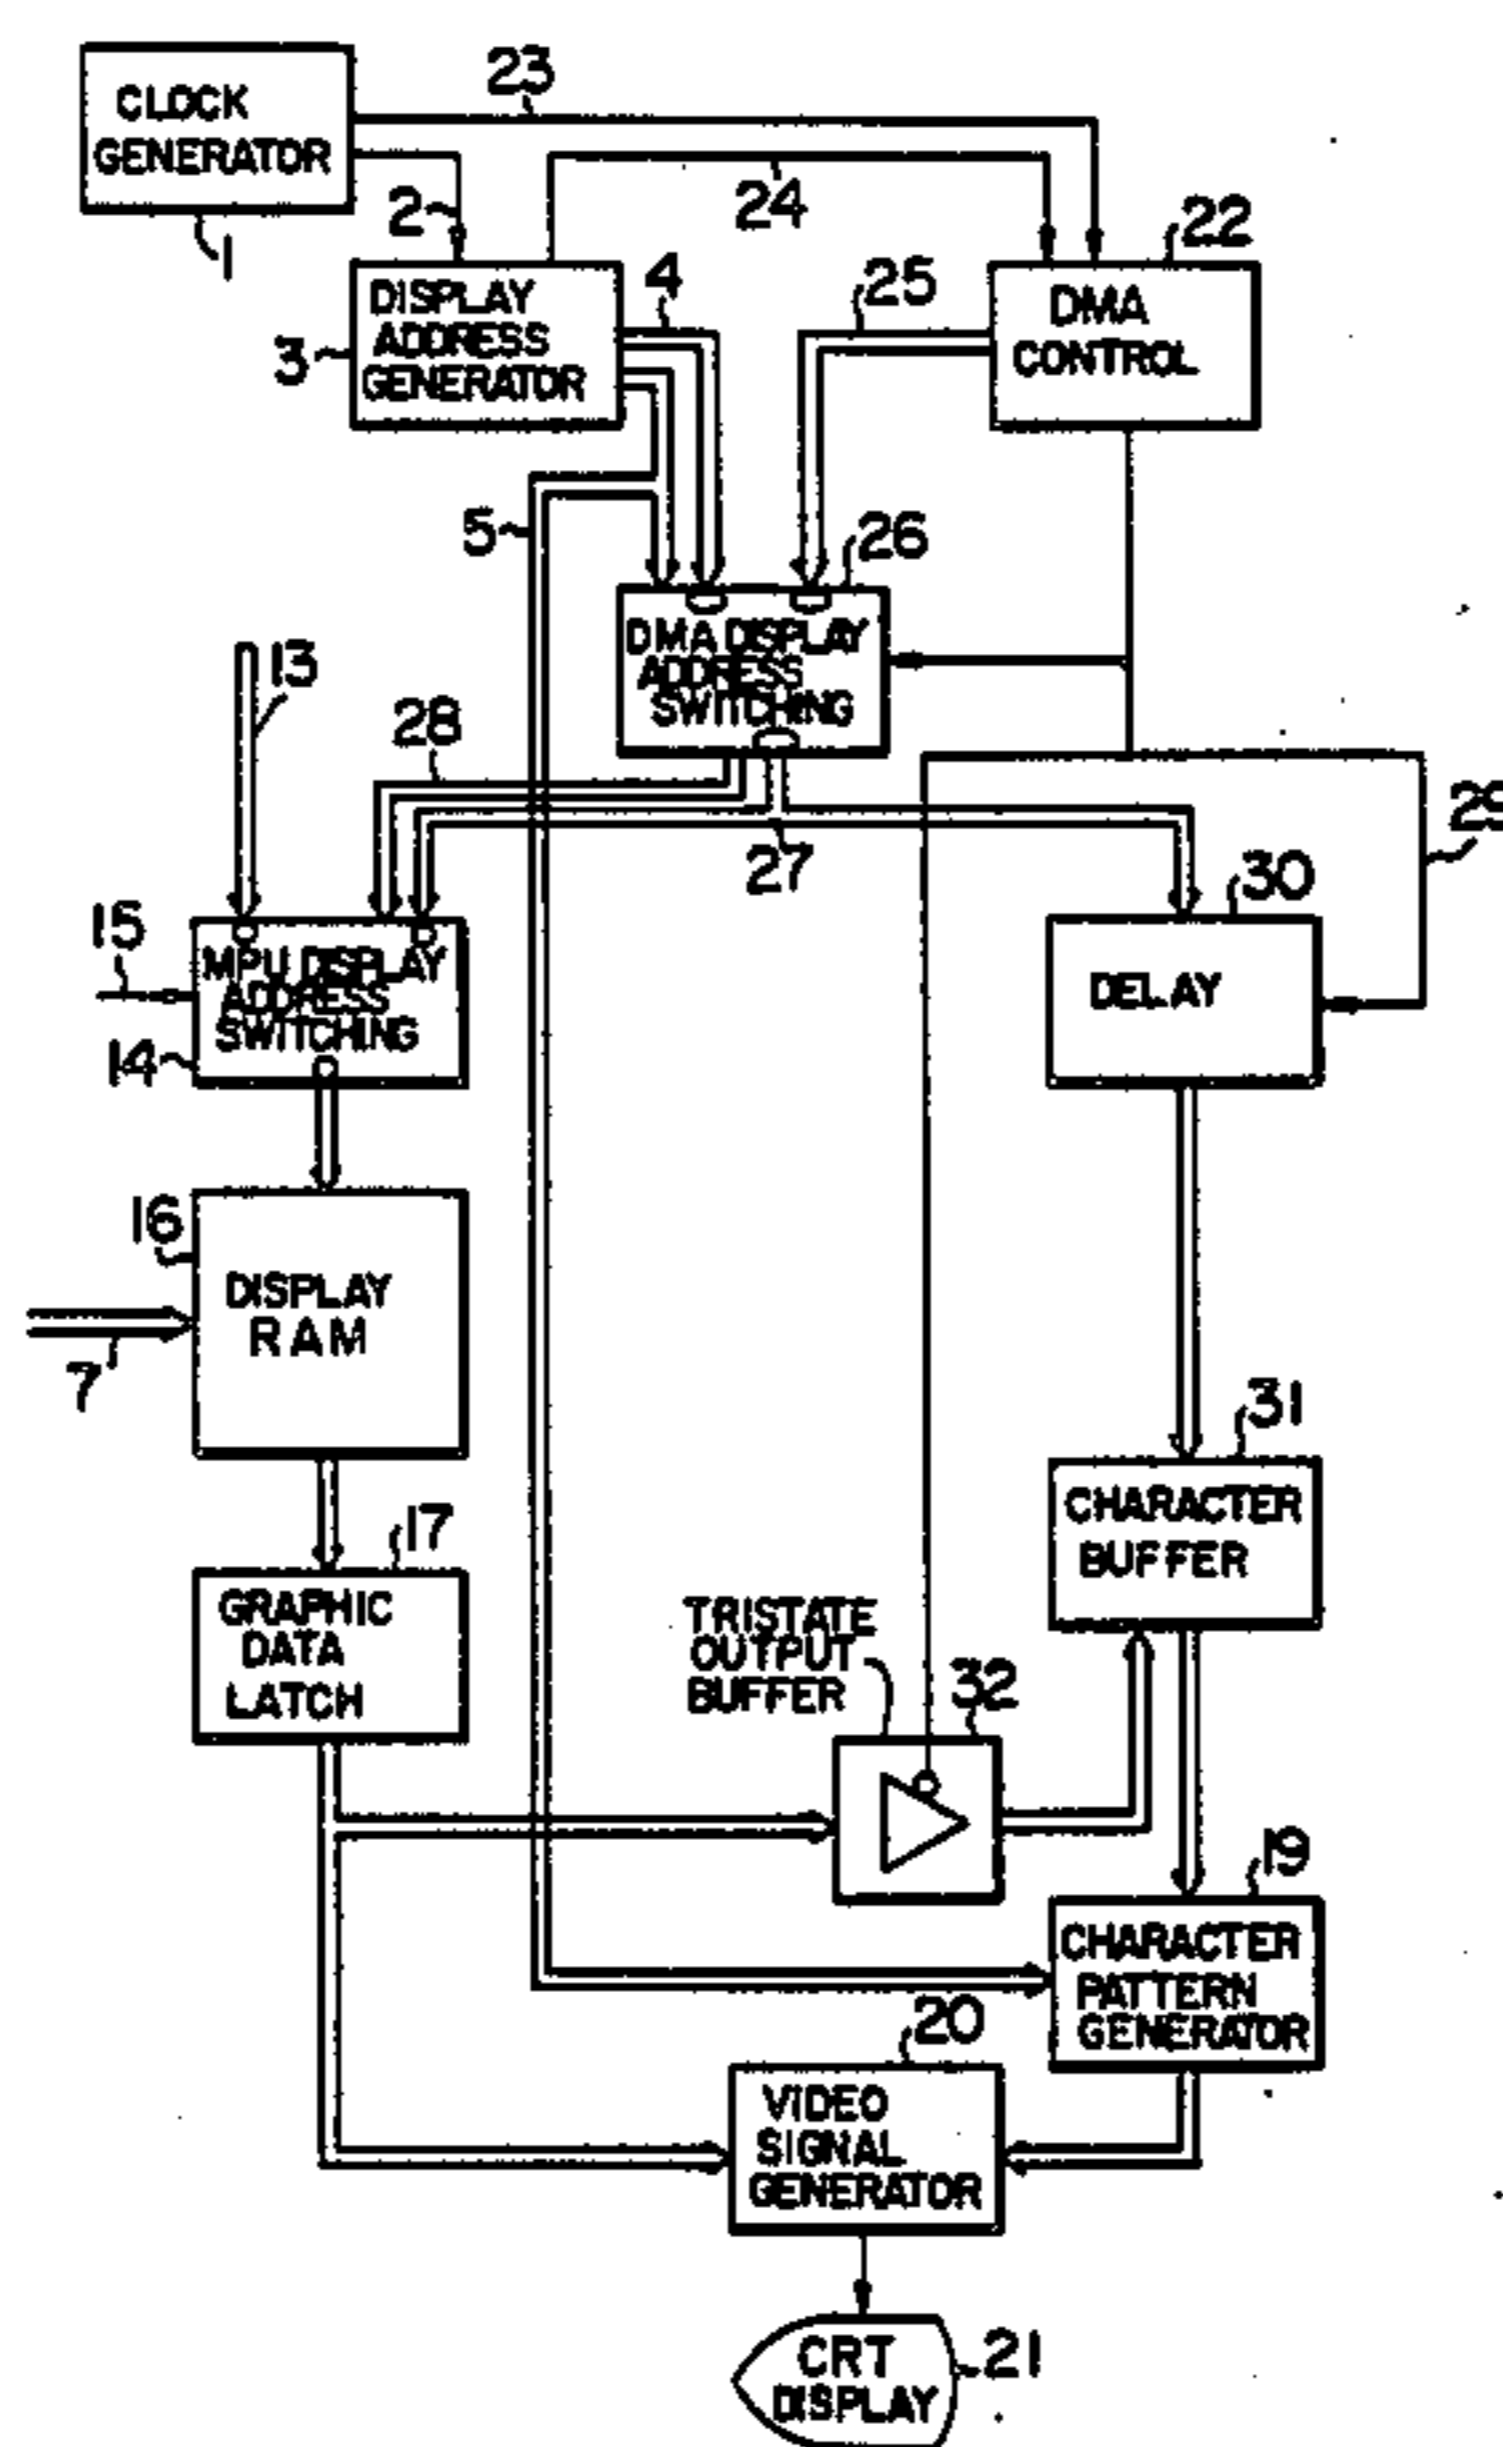 CLOCK
GENERATOR
1
23
2
24
22
DISPLAY
ADDRESS
GENERATOR
3
4
25
DMA
CONTROL
5
26
DMA DISPLAY
ADDRESS
SWITCHING
13
28
27
29
30
15
MPU DISPLAY
ADDRESS
SWITCHING
14
DELAY
16
DISPLAY
RAM
7
31
CHARACTER
BUFFER
17
GRAPHIC
DATA
LATCH
TRISTATE
OUTPUT
BUFFER
32
19
CHARACTER
PATTERN
GENERATOR
20
VIDEO
SIGNAL
GENERATOR
CRT
DISPLAY
21